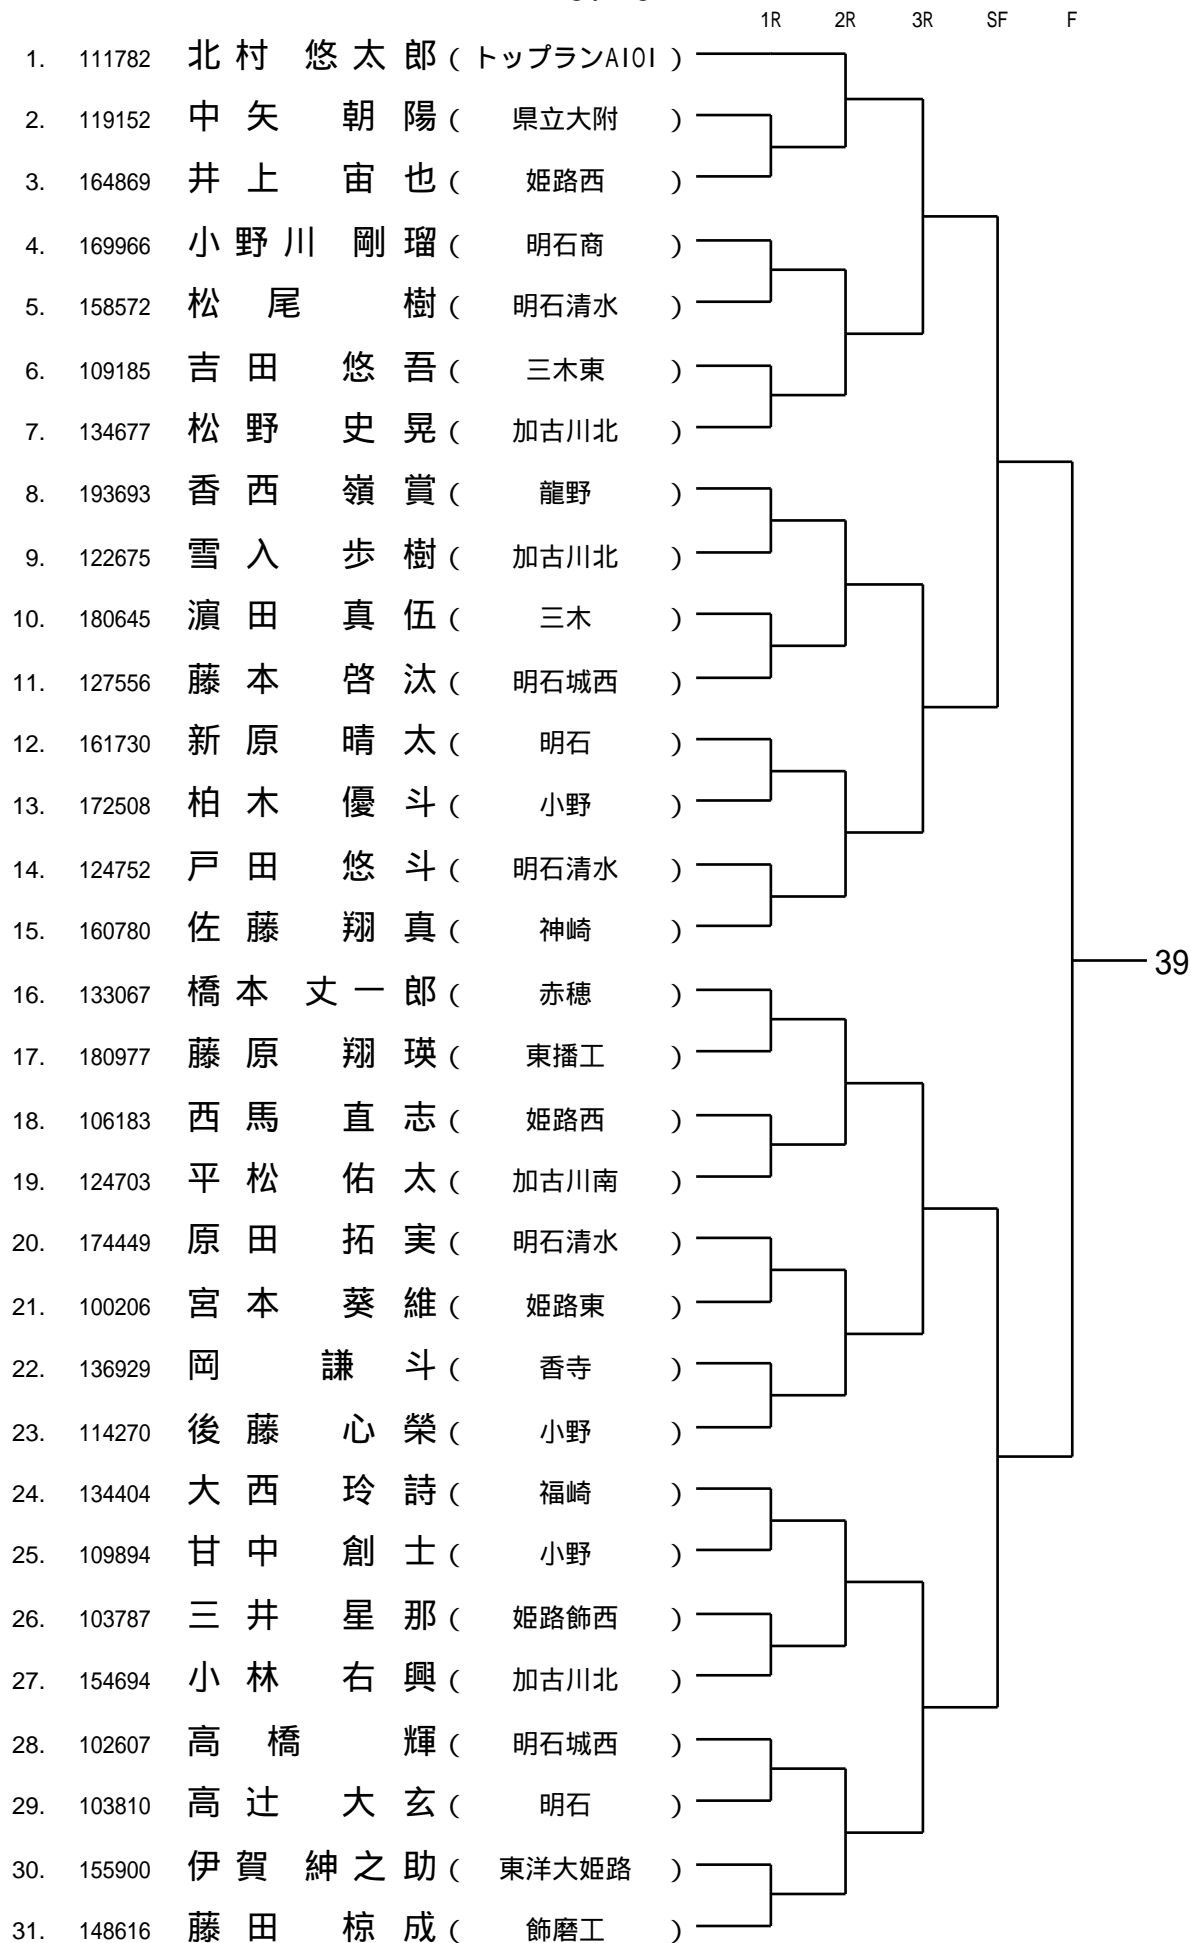 1R 2R 3R SF F
1. 111782 北村 悠太郎 ( トップランAIOI )
2. 119152 中矢 朝陽 ( 県立大附 )
3. 164869 井上 宙也 ( 姫路西 )
4. 169966 小野川 剛瑠 ( 明石商 )
5. 158572 松尾 樹 ( 明石清水 )
6. 109185 吉田 悠吾 ( 三木東 )
7. 134677 松野 史晃 ( 加古川北 )
8. 193693 香西 嶺賞 ( 龍野 )
9. 122675 雪入 歩樹 ( 加古川北 )
10. 180645 濵田 真伍 ( 三木 )
11. 127556 藤本 啓汰 ( 明石城西 )
12. 161730 新原 晴太 ( 明石 )
13. 172508 柏木 優斗 ( 小野 )
14. 124752 戸田 悠斗 ( 明石清水 )
15. 160780 佐藤 翔真 ( 神崎 )
16. 133067 橋本 丈一郎 ( 赤穂 )
17. 180977 藤原 翔瑛 ( 東播工 )
18. 106183 西馬 直志 ( 姫路西 )
19. 124703 平松 佑太 ( 加古川南 )
20. 174449 原田 拓実 ( 明石清水 )
21. 100206 宮本 葵維 ( 姫路東 )
22. 136929 岡 謙斗 ( 香寺 )
23. 114270 後藤 心榮 ( 小野 )
24. 134404 大西 玲詩 ( 福崎 )
25. 109894 甘中 創士 ( 小野 )
26. 103787 三井 星那 ( 姫路飾西 )
27. 154694 小林 右興 ( 加古川北 )
28. 102607 高橋 輝 ( 明石城西 )
29. 103810 高辻 大玄 ( 明石 )
30. 155900 伊賀 紳之助 ( 東洋大姫路 )
31. 148616 藤田 椋成 ( 飾磨工 )
39